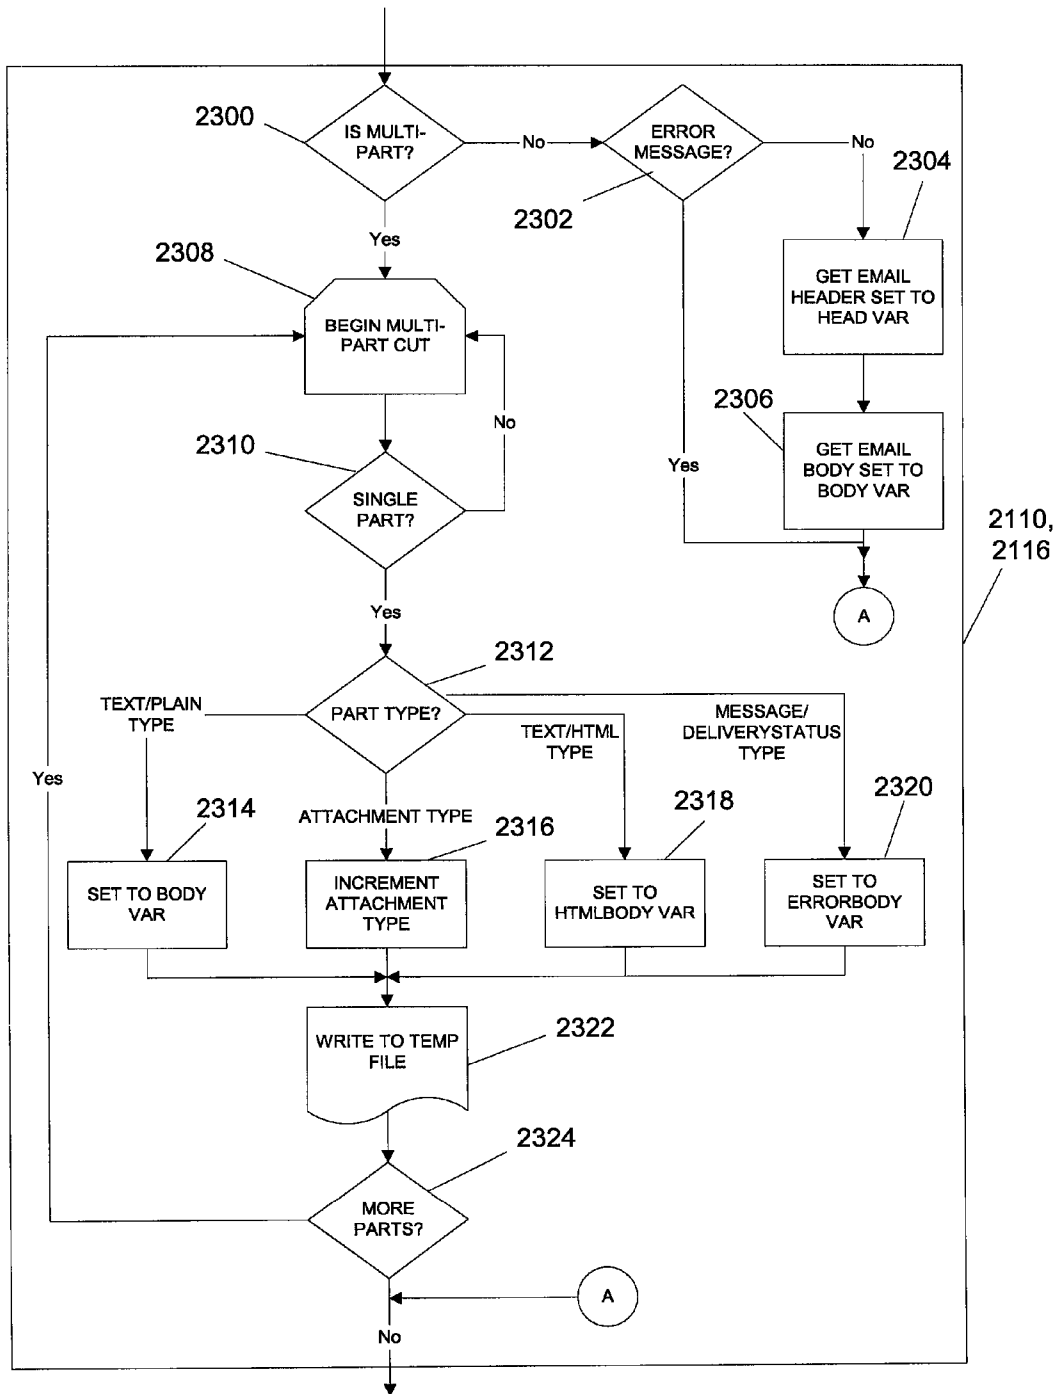 2300
IS MULTI-
PART?
No
ERROR
MESSAGE?
2302
No
2304
Yes
2308
GET EMAIL
HEADER SET TO
HEAD VAR
BEGIN MULTI-
PART CUT
2306
No
2310
GET EMAIL
BODY SET TO
BODY VAR
Yes
SINGLE
PART?
2110,
2116
Yes
A
2312
TEXT/PLAIN
TYPE
PART TYPE?
TEXT/HTML
TYPE
MESSAGE/
DELIVERYSTATUS
TYPE
Yes
2314
ATTACHMENT TYPE
2316
2318
2320
SET TO BODY
VAR
INCREMENT
ATTACHMENT
TYPE
SET TO
HTMLBODY VAR
SET TO
ERRORBODY
VAR
WRITE TO TEMP
FILE
2322
2324
MORE
PARTS?
A
No